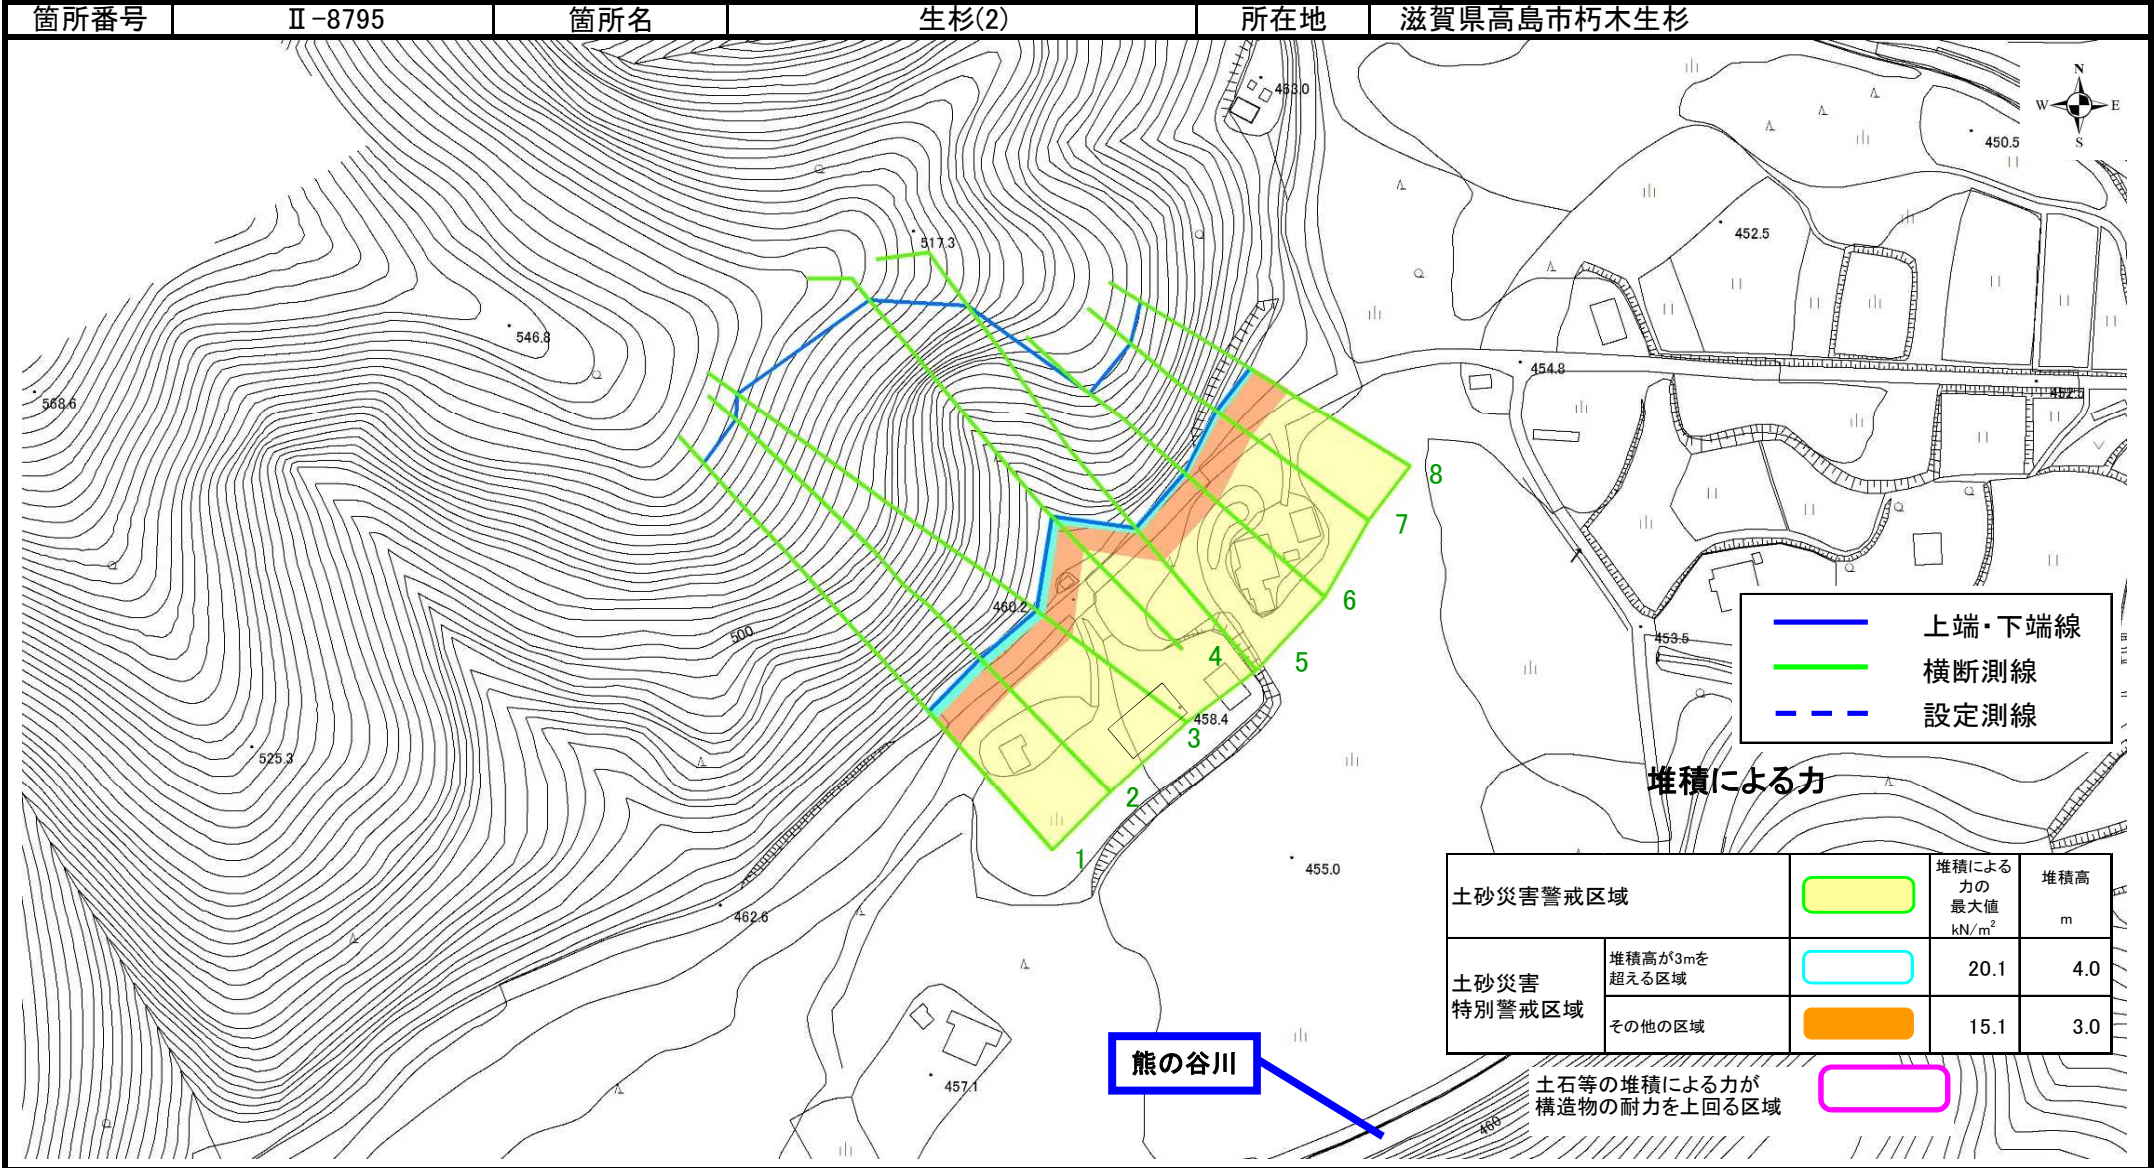 箇所番号 Ⅱ-8795 箇所名 生杉(2) 所在地 滋賀県高島市朽木生杉
N
W E
S
463.0
450.5
452.5
517.3
546.8
568.6
454.8
452.5
8
7
6
460.2
500
4
5
453.5
458.4
3
525.3
2
1
455.0
462.6
457.1
460
上端・下端線
横断測線
設定測線
堆積による力
土砂災害警戒区域
堆積による
力の
最大値
kN/m²
堆積高
m
土砂災害
特別警戒区域
堆積高が3mを
超える区域
20.1 4.0
その他の区域 15.1 3.0
熊の谷川
土石等の堆積による力が
構造物の耐力を上回る区域